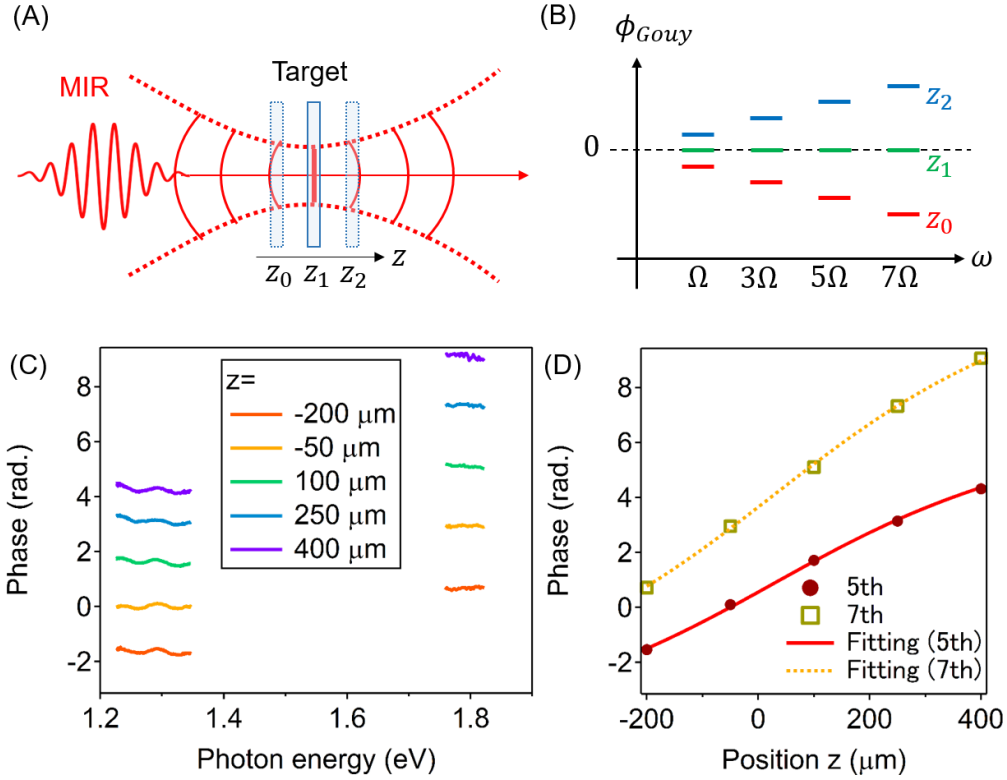 (A)
Target
MIR
z₀ z₁ z₂ z
(B)
ϕ_Gouy
z₂
0
z₁
z₀
Ω 3Ω 5Ω 7Ω ω
(C)
Phase (rad.)
8
6
4
2
0
-2
1.2 1.4 1.6 1.8
Photon energy (eV)
z=
-200 μm
-50 μm
100 μm
250 μm
400 μm
(D)
Phase (rad.)
8
6
4
2
0
-2
5th
7th
Fitting (5th)
Fitting (7th)
-200 0 200 400
Position z (μm)